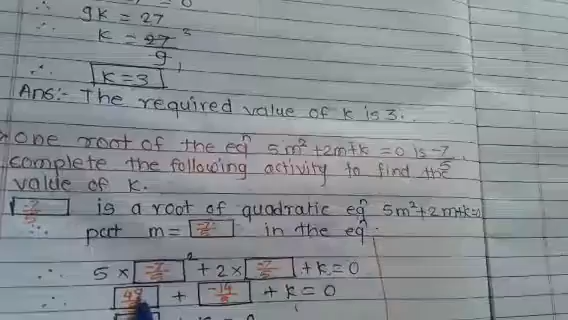 ∴ 9k = 27
∴ k = 27/9 3 1
∴ k = 3
Ans:- The required value of k is 3.
One root of the eqn 5m² + 2m + k = 0 is -7/5.
complete the following activity to find the
value of k.
-7/5 is a root of quadratic eqn 5m² + 2m + k = 0
put m = -7/5 in the eqn.
∴ 5 × -7/5 ² + 2 × -7/5 + k = 0
∴ 49/5 + -14/5 + k = 0